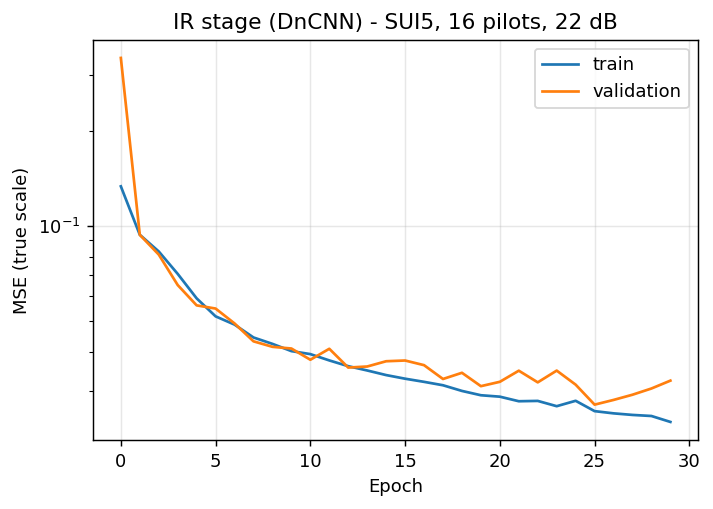 IR stage (DnCNN) - SUI5, 16 pilots, 22 dB
train
validation
MSE (true scale)
10⁻¹
0 5 10 15 20 25 30
Epoch